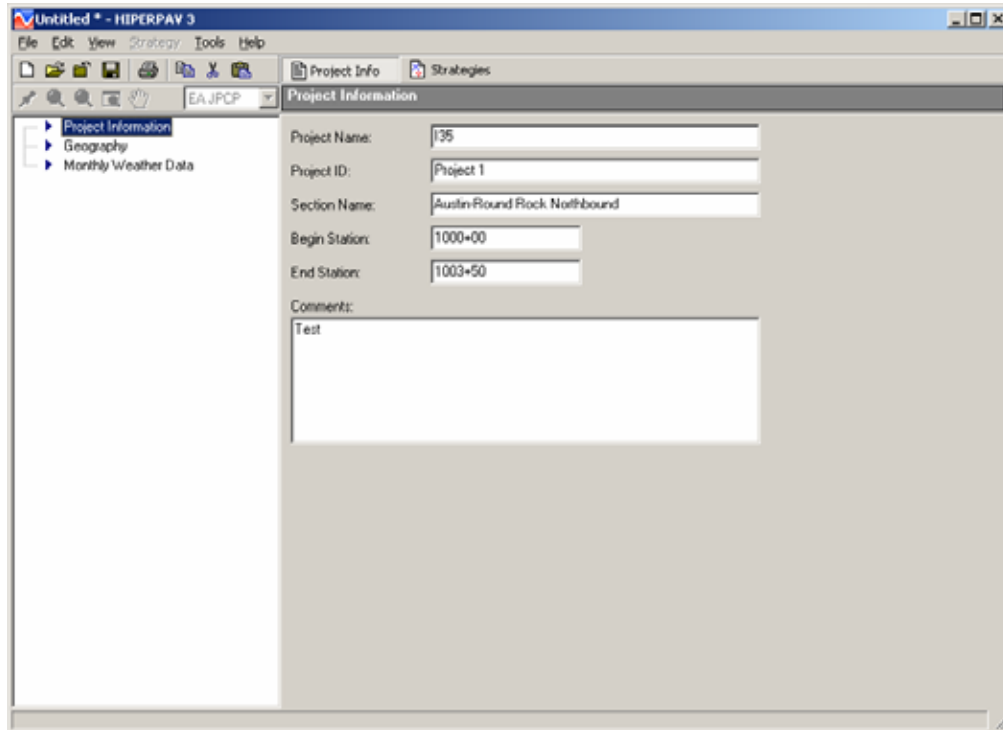 Untitled * - HIPERPAV 3
File Edit View Strategy Tools Help
Project Info Strategies
EAJPCP Project Information
Project Information
Geography
Monthly Weather Data
Project Name: I35
Project ID: Project 1
Section Name: Austin-Round Rock Northbound
Begin Station: 1000+00
End Station: 1003+50
Comments:
Test